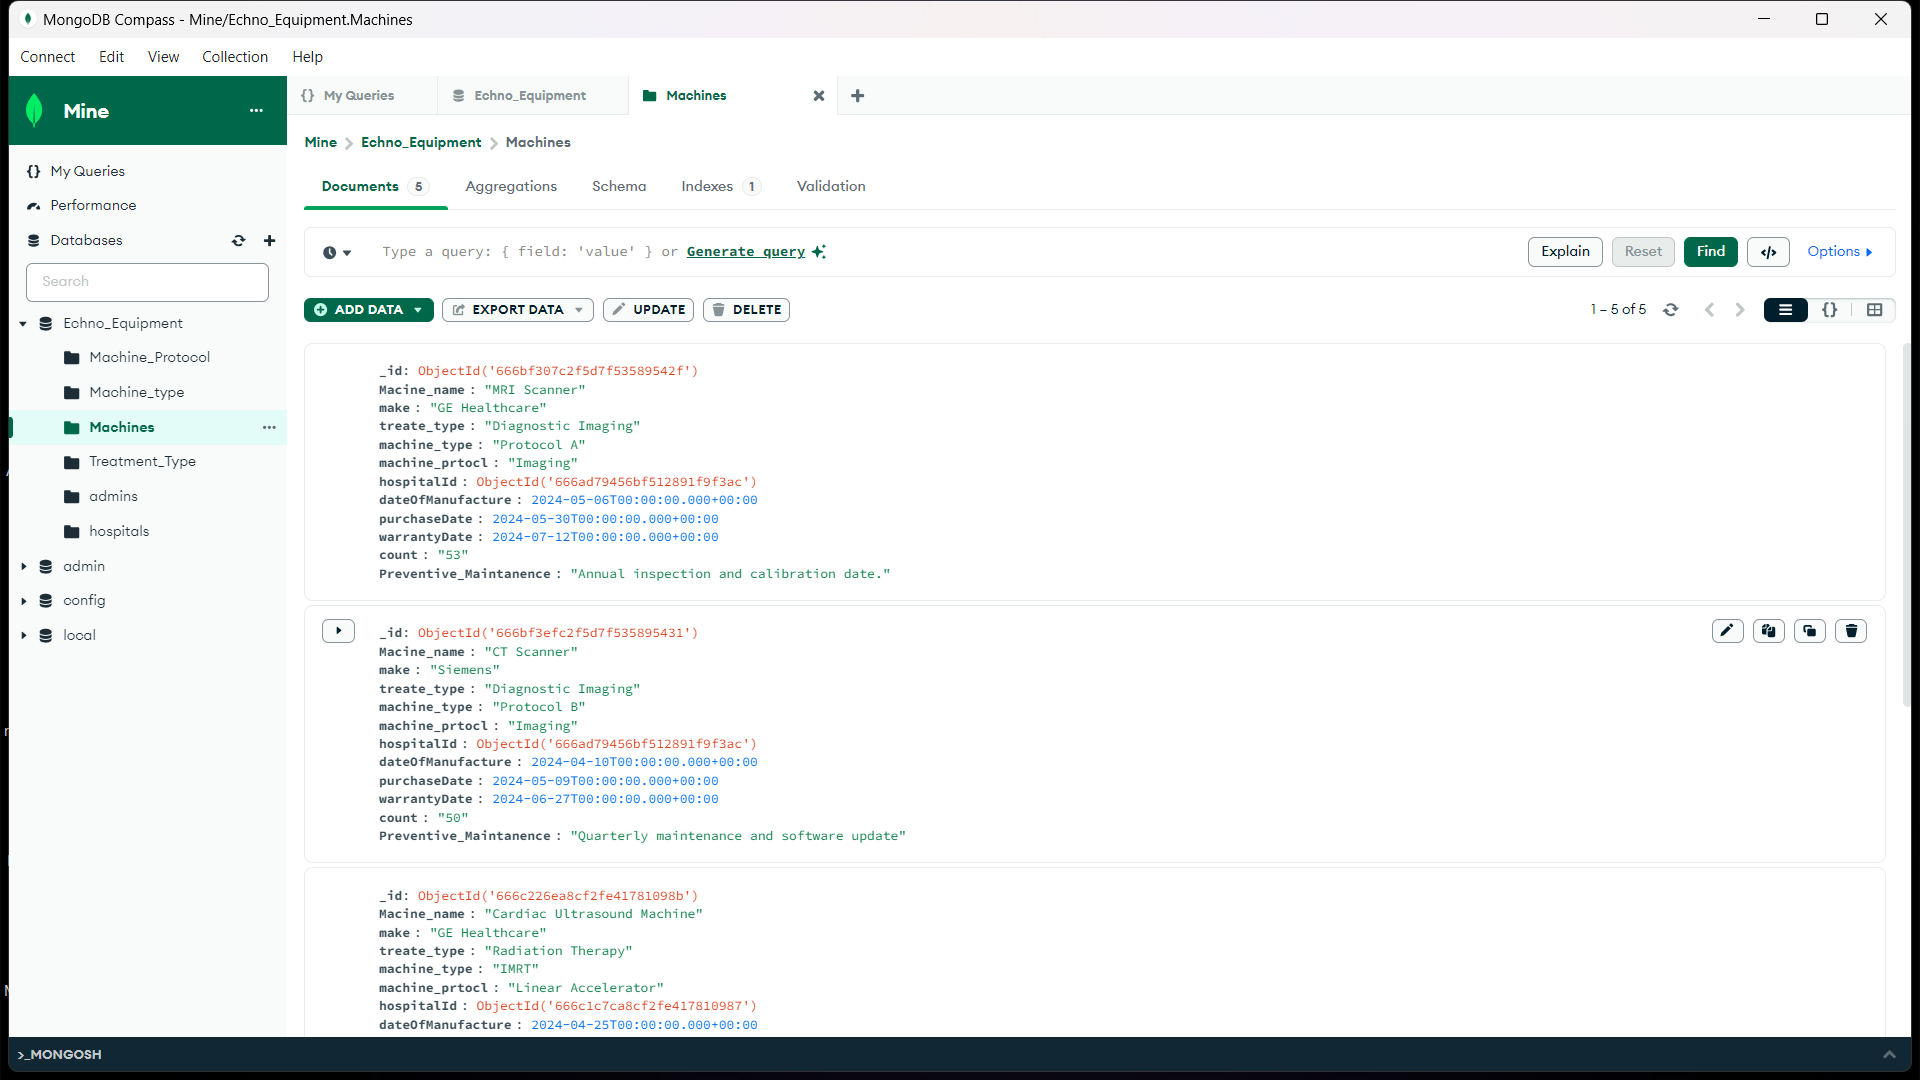 MongoDB Compass - Mine/Echno_Equipment.Machines
Connect Edit View Collection Help
Mine
My Queries
Performance
Databases
Search
Echno_Equipment
Machine_Protocol
Machine_type
Machines
Treatment_Type
admins
hospitals
admin
config
local
{} My Queries Echno_Equipment Machines
Mine > Echno_Equipment > Machines
Documents 5 Aggregations Schema Indexes 1 Validation
Type a query: { field: 'value' } or Generate query Explain Reset Find </> Options
ADD DATA EXPORT DATA UPDATE DELETE 1 – 5 of 5 {}
_id: ObjectId('666bf307c2f5d7f53589542f')
Macine_name : "MRI Scanner"
make : "GE Healthcare"
treate_type : "Diagnostic Imaging"
machine_type : "Protocol A"
machine_prtocl : "Imaging"
hospitalId : ObjectId('666ad79456bf512891f9f3ac')
dateOfManufacture : 2024-05-06T00:00:00.000+00:00
purchaseDate : 2024-05-30T00:00:00.000+00:00
warrantyDate : 2024-07-12T00:00:00.000+00:00
count : "53"
Preventive_Maintanence : "Annual inspection and calibration date."
_id: ObjectId('666bf3efc2f5d7f535895431')
Macine_name : "CT Scanner"
make : "Siemens"
treate_type : "Diagnostic Imaging"
machine_type : "Protocol B"
machine_prtocl : "Imaging"
hospitalId : ObjectId('666ad79456bf512891f9f3ac')
dateOfManufacture : 2024-04-10T00:00:00.000+00:00
purchaseDate : 2024-05-09T00:00:00.000+00:00
warrantyDate : 2024-06-27T00:00:00.000+00:00
count : "50"
Preventive_Maintanence : "Quarterly maintenance and software update"
_id: ObjectId('666c226ea8cf2fe41781098b')
Macine_name : "Cardiac Ultrasound Machine"
make : "GE Healthcare"
treate_type : "Radiation Therapy"
machine_type : "IMRT"
machine_prtocl : "Linear Accelerator"
hospitalId : ObjectId('666c1c7ca8cf2fe417810987')
dateOfManufacture : 2024-04-25T00:00:00.000+00:00
>_MONGOSH